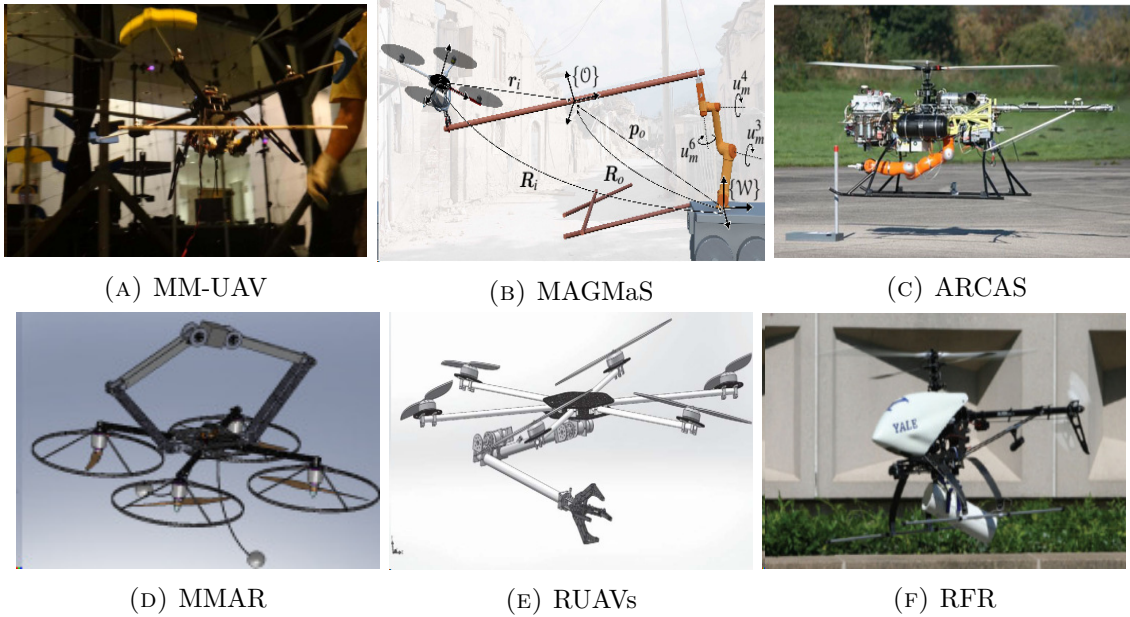 r_i
{O}
u_m^4
p_o
u_m^3
u_m^6
R_i
R_o
{W}
(A) MM-UAV
(B) MAGMaS
(C) ARCAS
YALE
(D) MMAR
(E) RUAVs
(F) RFR